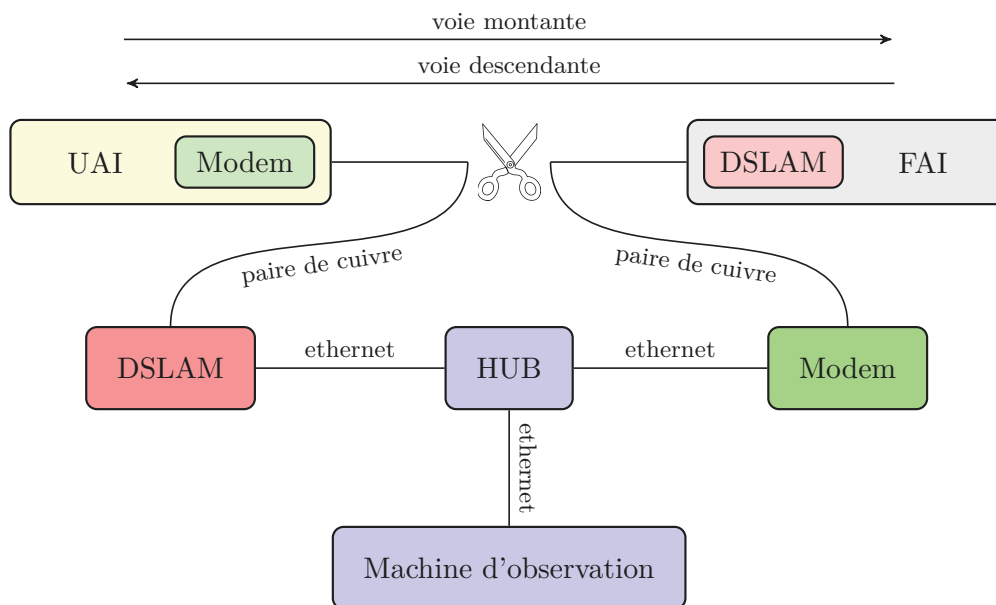 voie montante
voie descendante
UAI
Modem
DSLAM
FAI
paire de cuivre
paire de cuivre
DSLAM
ethernet
HUB
ethernet
Modem
ethernet
Machine d'observation